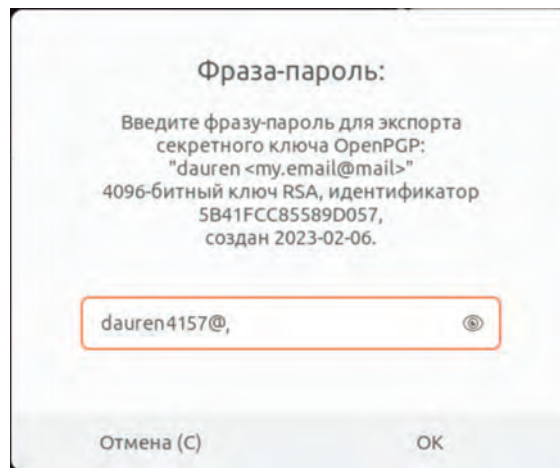 Фраза-пароль:
Введите фразу-пароль для экспорта
секретного ключа OpenPGP:
"dauren <my.email@mail>"
4096-битный ключ RSA, идентификатор
5B41FCC85589D057,
создан 2023-02-06.
dauren4157@,
Отмена (C)
ОК